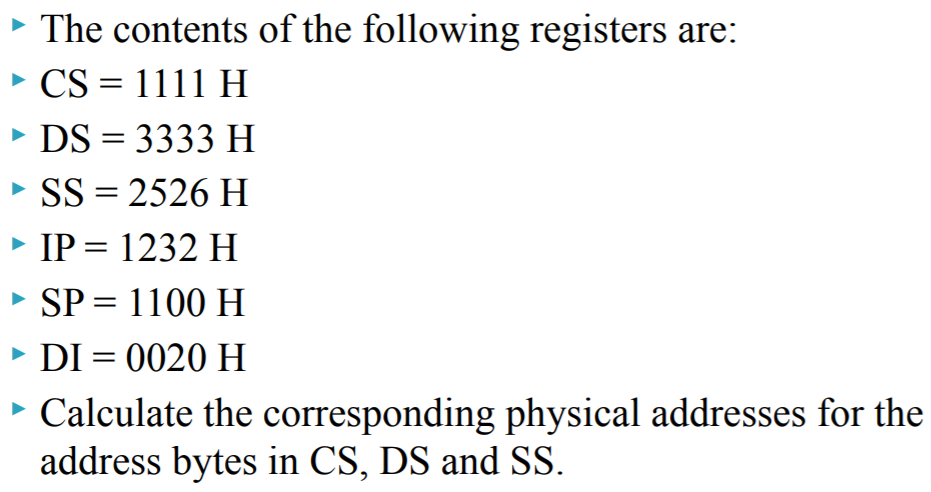 ► The contents of the following registers are:
► CS = 1111 H
► DS = 3333 H
► SS = 2526 H
► IP = 1232 H
► SP = 1100 H
► DI = 0020 H
► Calculate the corresponding physical addresses for the
address bytes in CS, DS and SS.